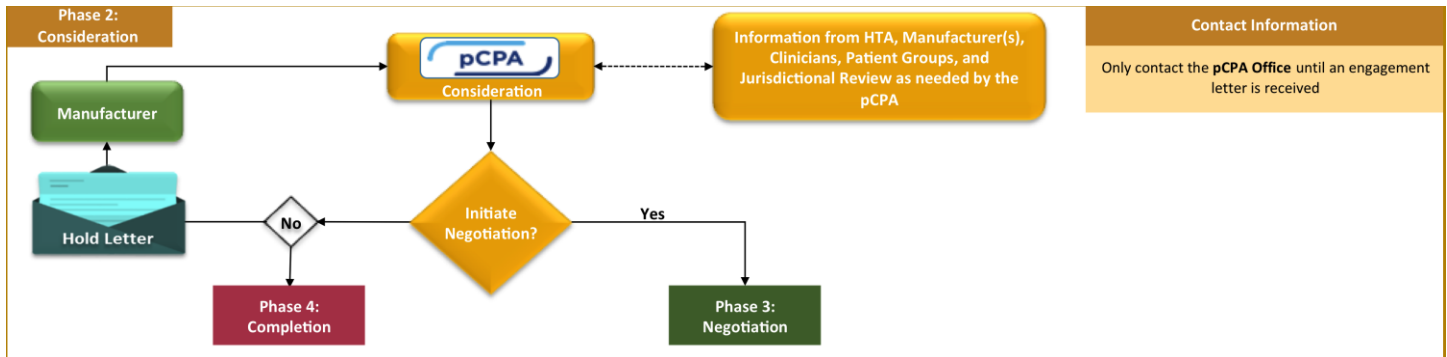 Phase 2:
Consideration
pCPA
Consideration
Information from HTA, Manufacturer(s),
Clinicians, Patient Groups, and
Jurisdictional Review as needed by the
pCPA
Contact Information
Only contact the pCPA Office until an engagement
letter is received
Manufacturer
Hold Letter
No
Initiate
Negotiation?
Yes
Phase 4:
Completion
Phase 3:
Negotiation